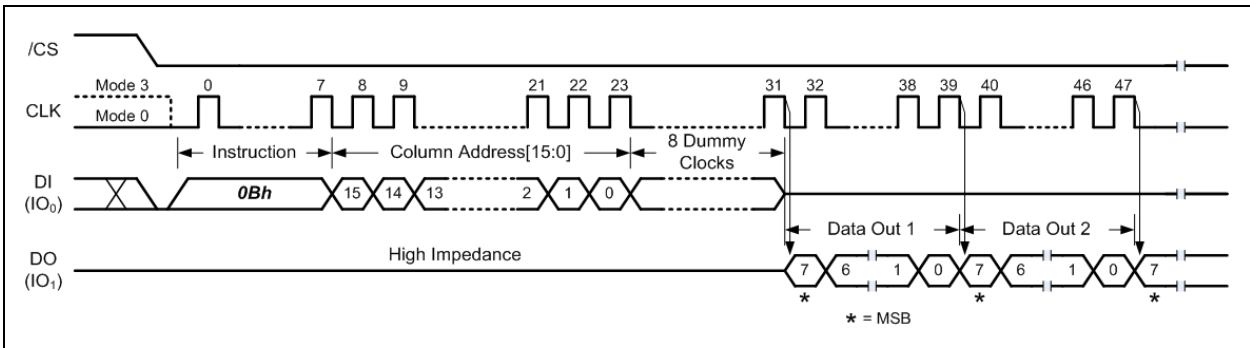 /CS
Mode 3 0 7 8 9 21 22 23 31 32 38 39 40 46 47
CLK
Mode 0
Instruction Column Address[15:0] 8 Dummy Clocks
DI (IO₀) 0Bh 15 14 13 2 1 0
Data Out 1 Data Out 2
DO (IO₁) High Impedance 7 6 1 0 7 6 1 0 7
* * *
* = MSB